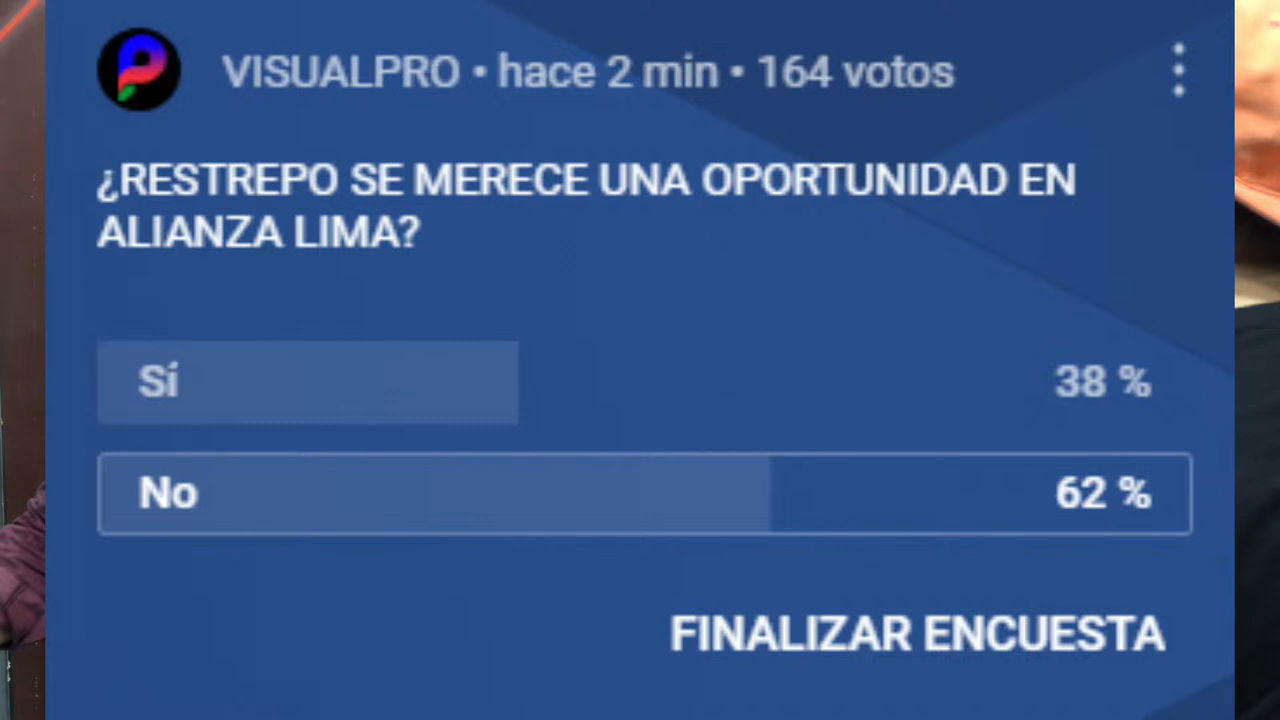 VISUALPRO • hace 2 min • 164 votos
¿RESTREPO SE MERECE UNA OPORTUNIDAD EN
ALIANZA LIMA?
Sí 38 %
No 62 %
FINALIZAR ENCUESTA